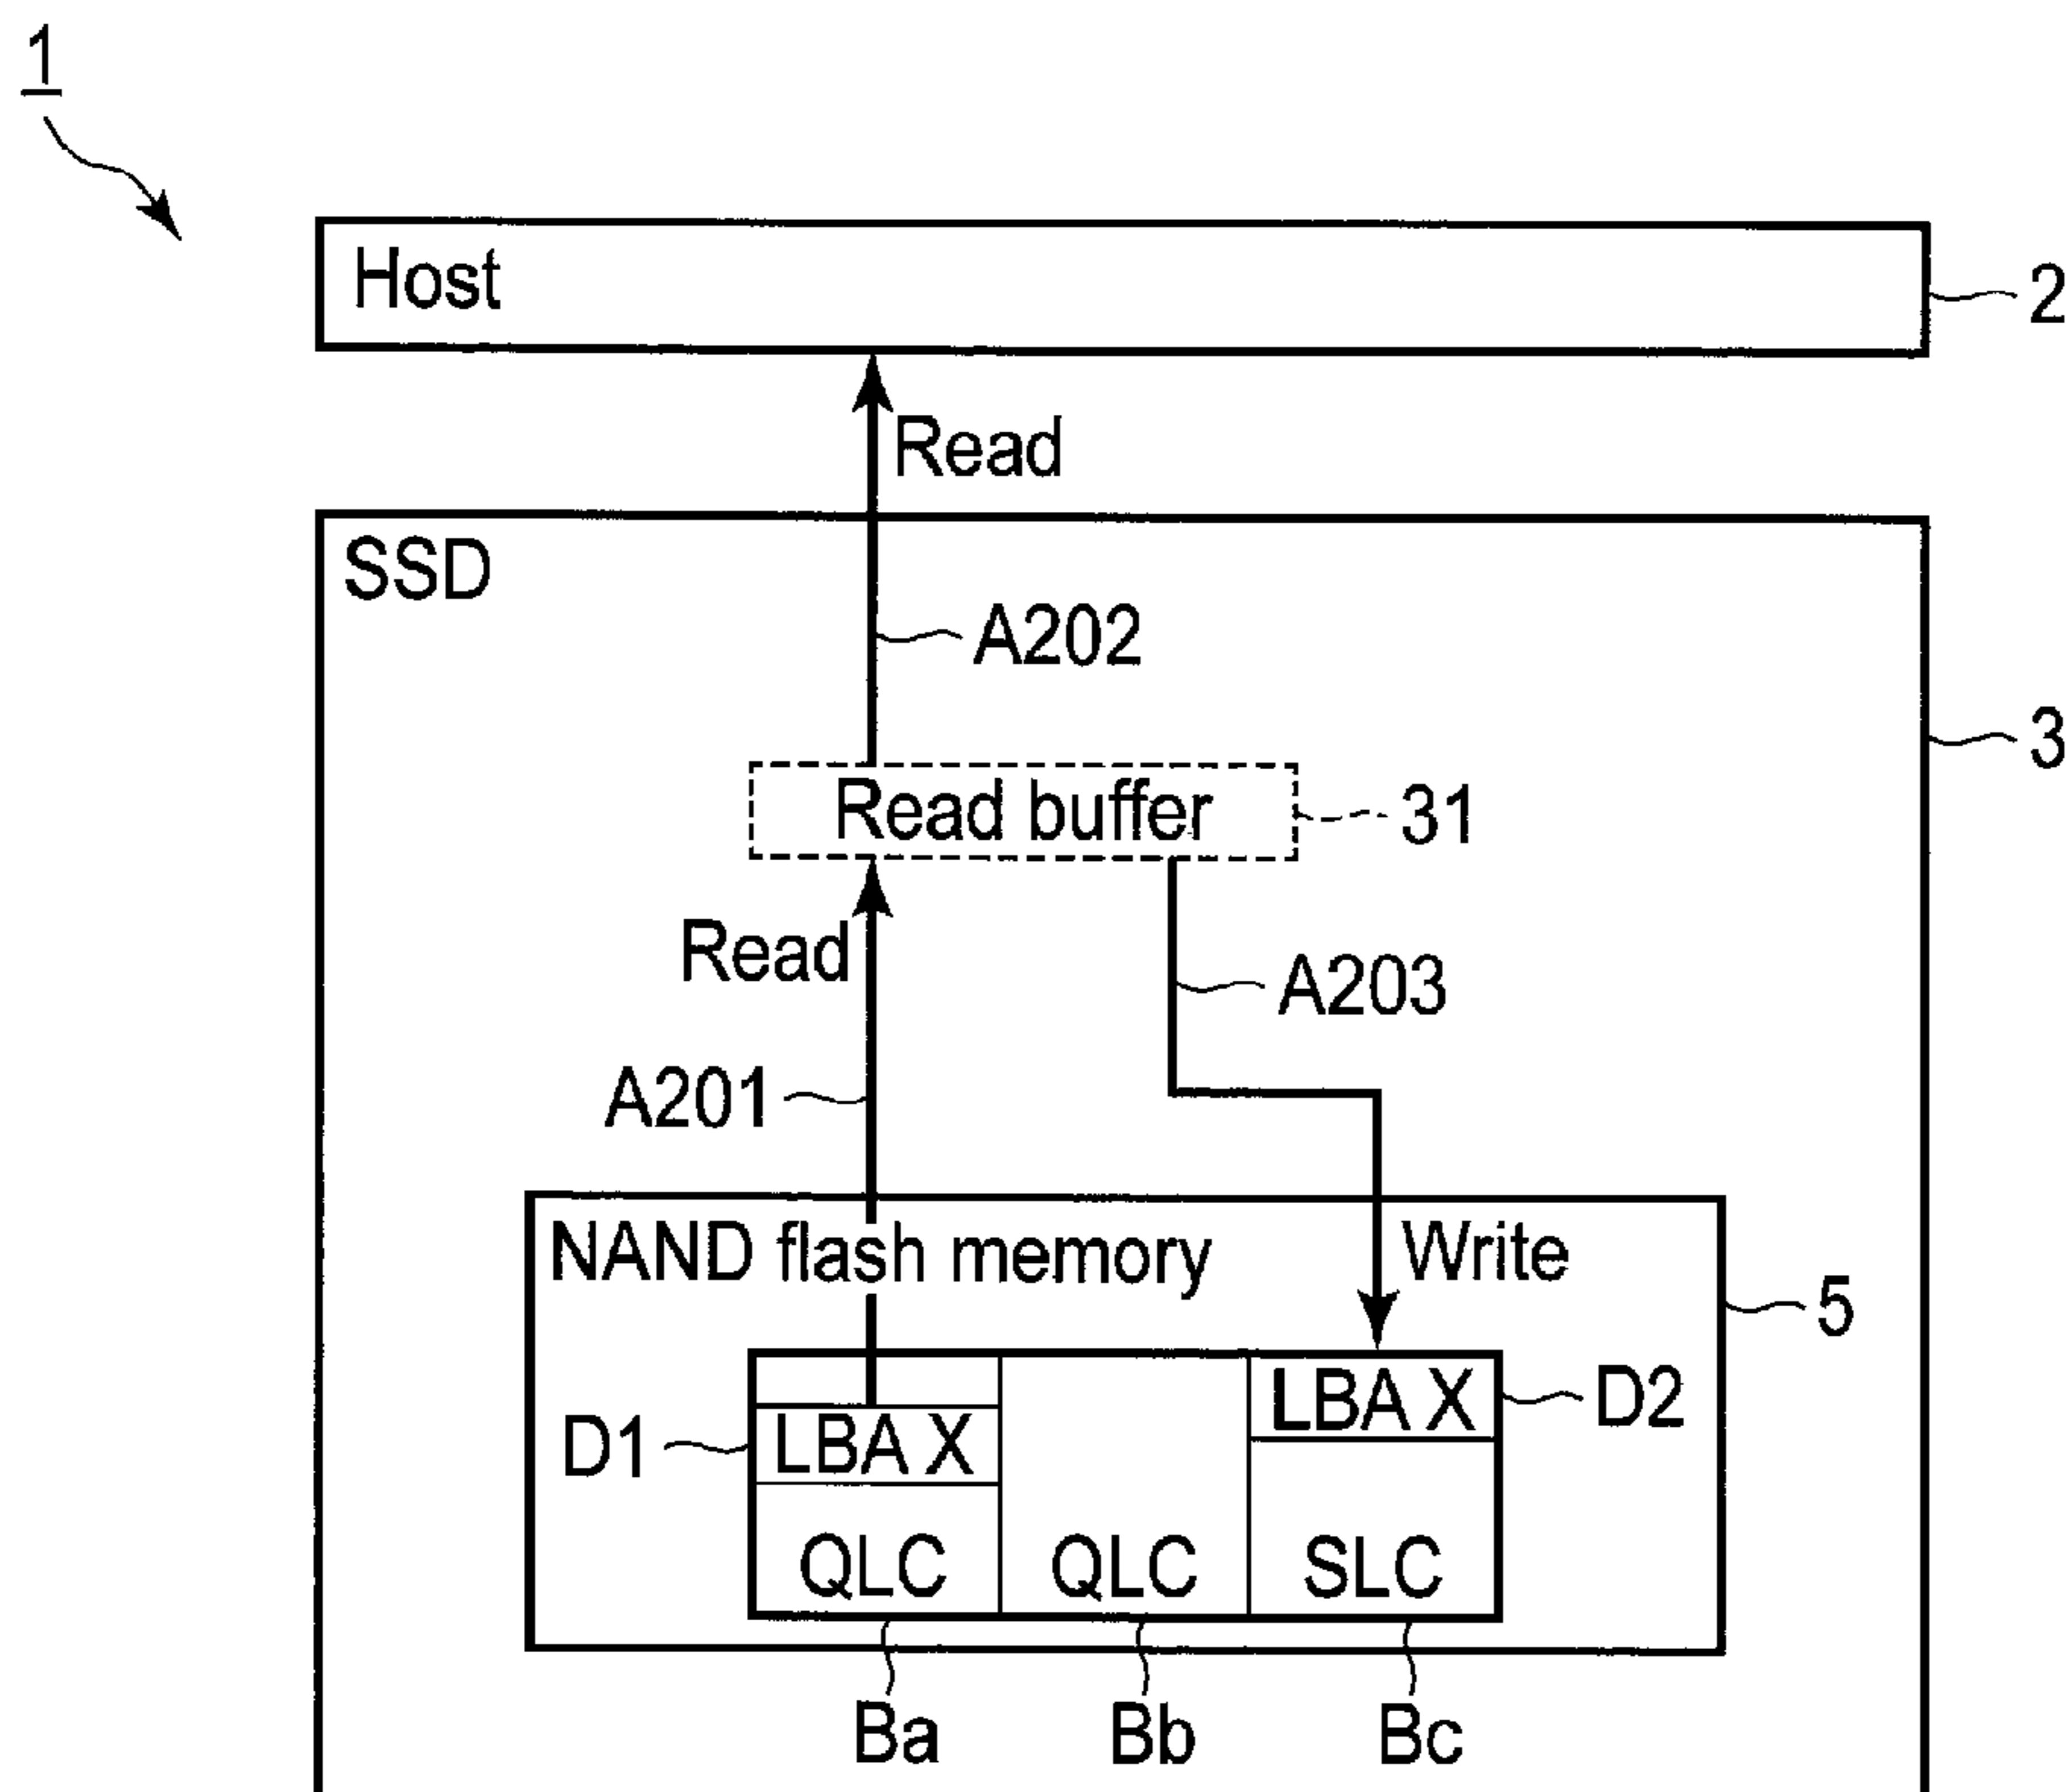 1
Host
2
Read
SSD
A202
3
Read buffer
31
Read
A203
A201
NAND flash memory
Write
5
LBA X
D2
D1
LBA X
QLC
QLC
SLC
Ba
Bb
Bc